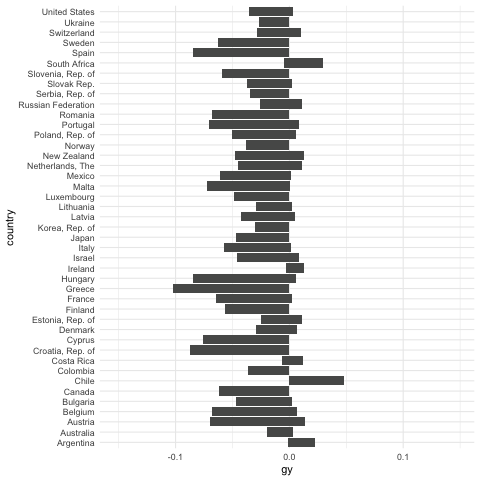 United States
Ukraine
Switzerland
Sweden
Spain
South Africa
Slovenia, Rep. of
Slovak Rep.
Serbia, Rep. of
Russian Federation
Romania
Portugal
Poland, Rep. of
Norway
New Zealand
Netherlands, The
Mexico
Malta
Luxembourg
Lithuania
Latvia
Korea, Rep. of
Japan
Italy
Israel
Ireland
Hungary
Greece
France
Finland
Estonia, Rep. of
Denmark
Cyprus
Croatia, Rep. of
Costa Rica
Colombia
Chile
Canada
Bulgaria
Belgium
Austria
Australia
Argentina
country
-0.1 0.0 0.1
gy